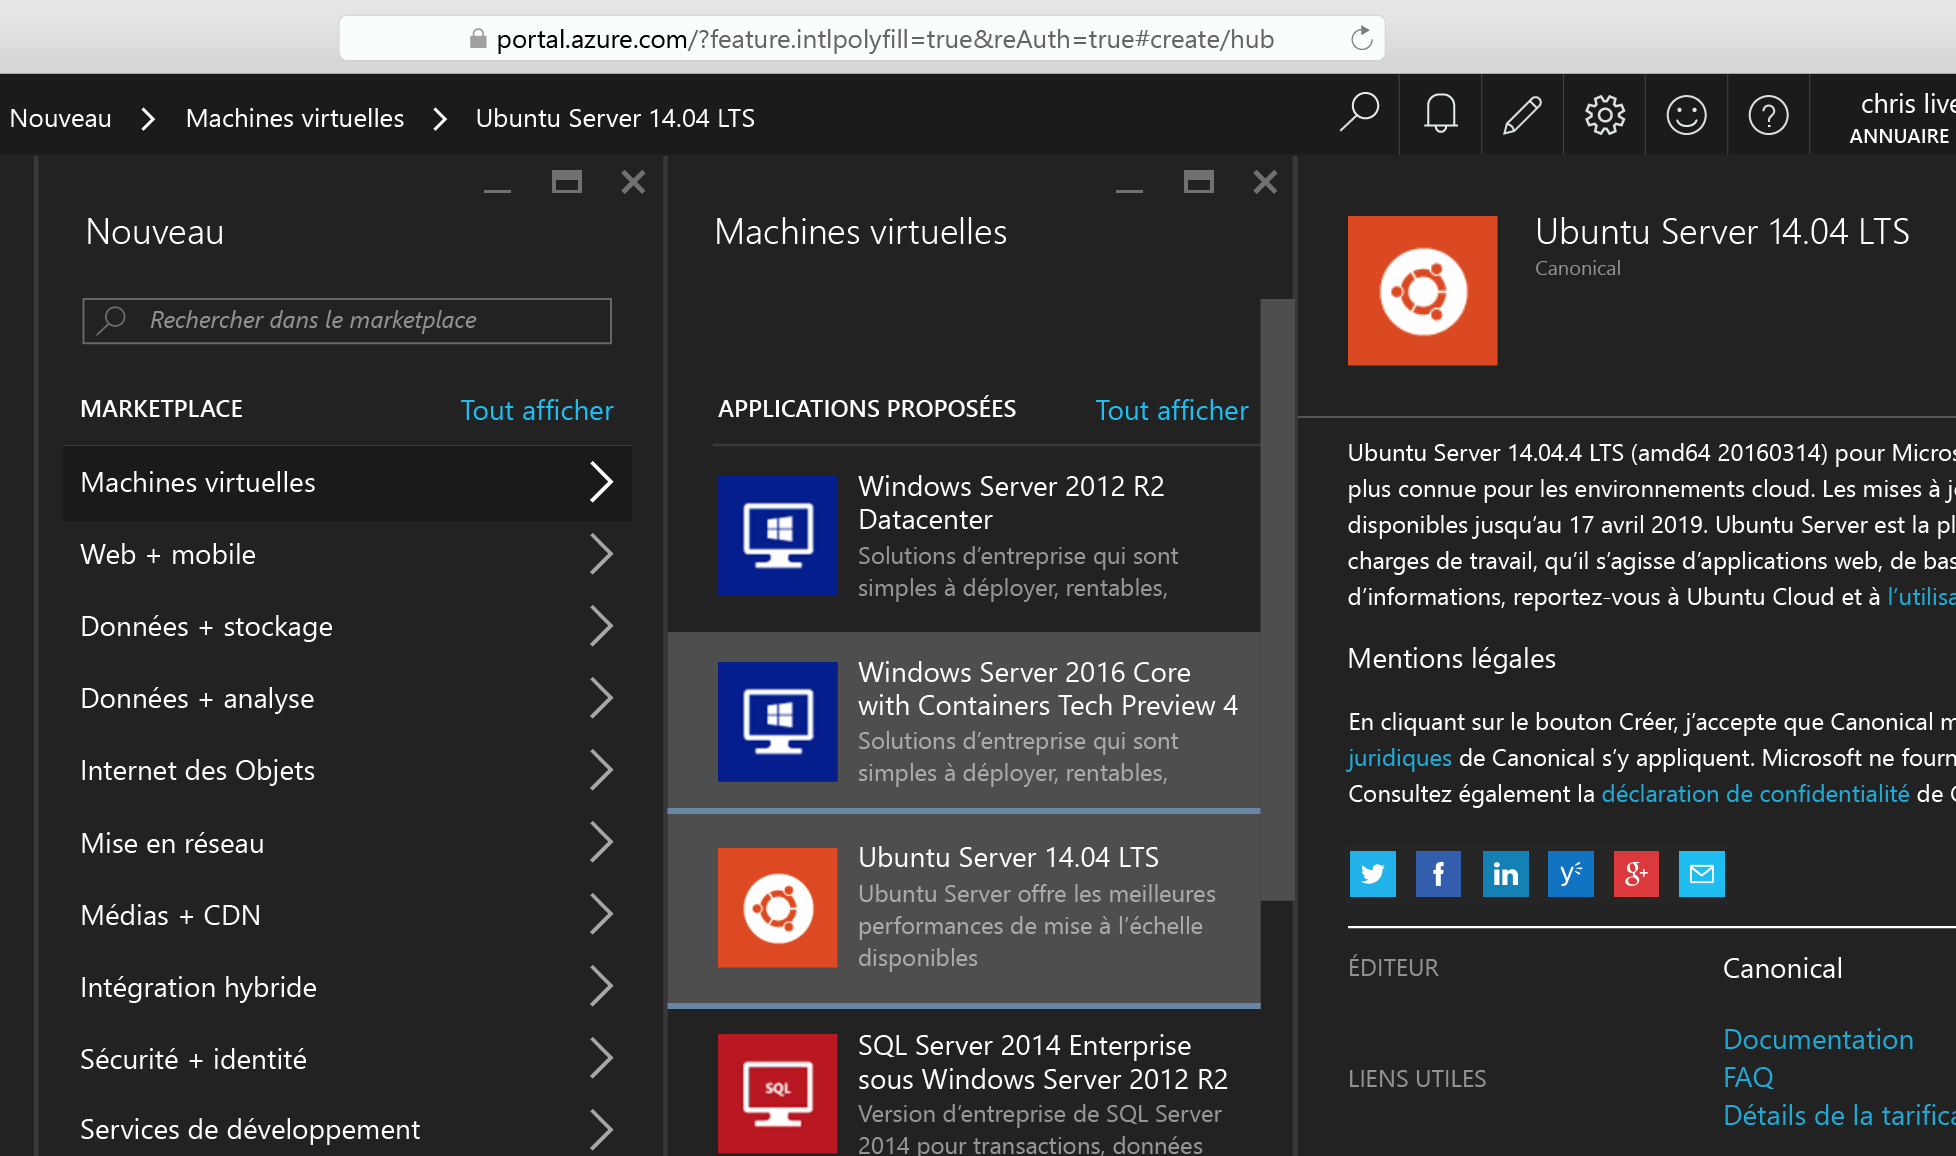 portal.azure.com/?feature.intlpolyfill=true&reAuth=true#create/hub
Nouveau
Machines virtuelles
Ubuntu Server 14.04 LTS
chris live
ANNUAIRE
Nouveau
Rechercher dans le marketplace
MARKETPLACE
Tout afficher
Machines virtuelles
Web + mobile
Données + stockage
Données + analyse
Internet des Objets
Mise en réseau
Médias + CDN
Intégration hybride
Sécurité + identité
Services de développement
Machines virtuelles
APPLICATIONS PROPOSÉES
Tout afficher
Windows Server 2012 R2
Datacenter
Solutions d’entreprise qui sont
simples à déployer, rentables,
Windows Server 2016 Core
with Containers Tech Preview 4
Solutions d’entreprise qui sont
simples à déployer, rentables,
Ubuntu Server 14.04 LTS
Ubuntu Server offre les meilleures
performances de mise à l’échelle
disponibles
SQL
SQL Server 2014 Enterprise
sous Windows Server 2012 R2
Version d’entreprise de SQL Server
2014 pour transactions, données
Ubuntu Server 14.04 LTS
Canonical
Ubuntu Server 14.04.4 LTS (amd64 20160314) pour Micros
plus connue pour les environnements cloud. Les mises à j
disponibles jusqu’au 17 avril 2019. Ubuntu Server est la pl
charges de travail, qu’il s’agisse d’applications web, de bas
d’informations, reportez-vous à Ubuntu Cloud et à l’utilisa
Mentions légales
En cliquant sur le bouton Créer, j’accepte que Canonical m
juridiques de Canonical s’y appliquent. Microsoft ne fourn
Consultez également la déclaration de confidentialité de C
ÉDITEUR
Canonical
LIENS UTILES
Documentation
FAQ
Détails de la tarifica